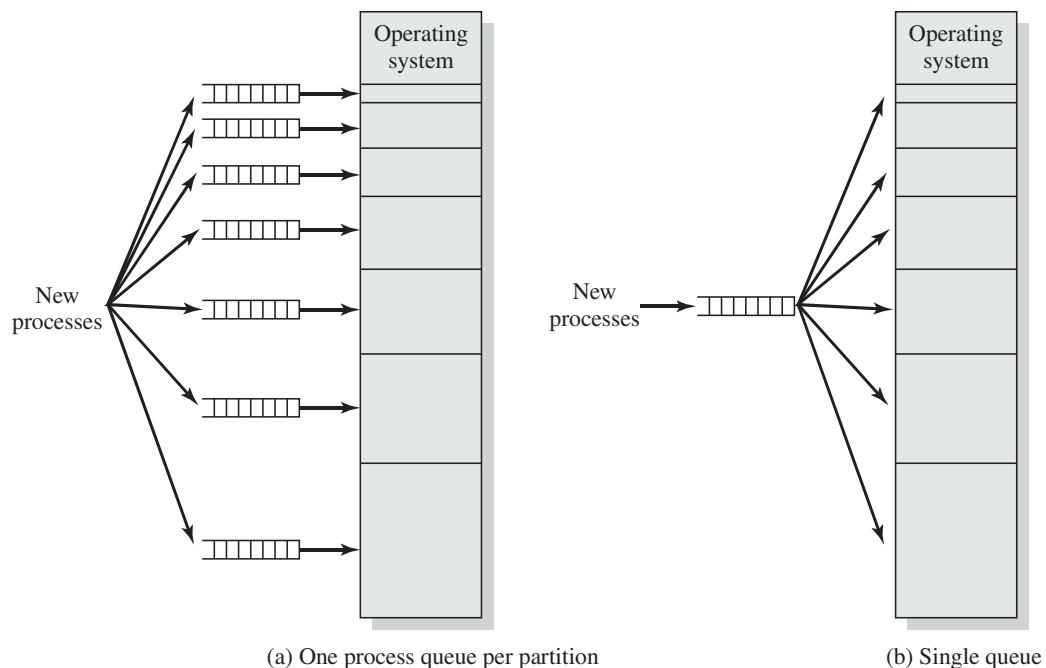 Operating
system
New
processes
(a) One process queue per partition
Operating
system
New
processes
(b) Single queue